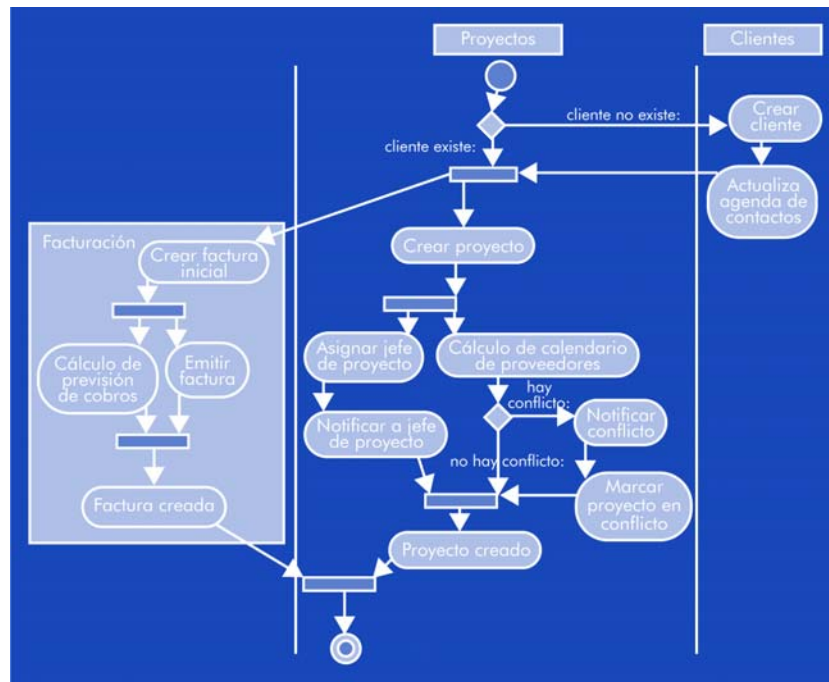 Proyectos
Clientes
cliente no existe:
Crear
cliente
cliente existe:
Actualiza
agenda de
contactos
Facturación
Crear factura
inicial
Crear proyecto
Cálculo de
previsión
de cobros
Emitir
factura
Asignar jefe
de proyecto
Cálculo de calendario
de proveedores
hay
conflicto:
Notificar
conflicto
Notificar a jefe
de proyecto
no hay conflicto:
Marcar
proyecto en
conflicto
Factura creada
Proyecto creado